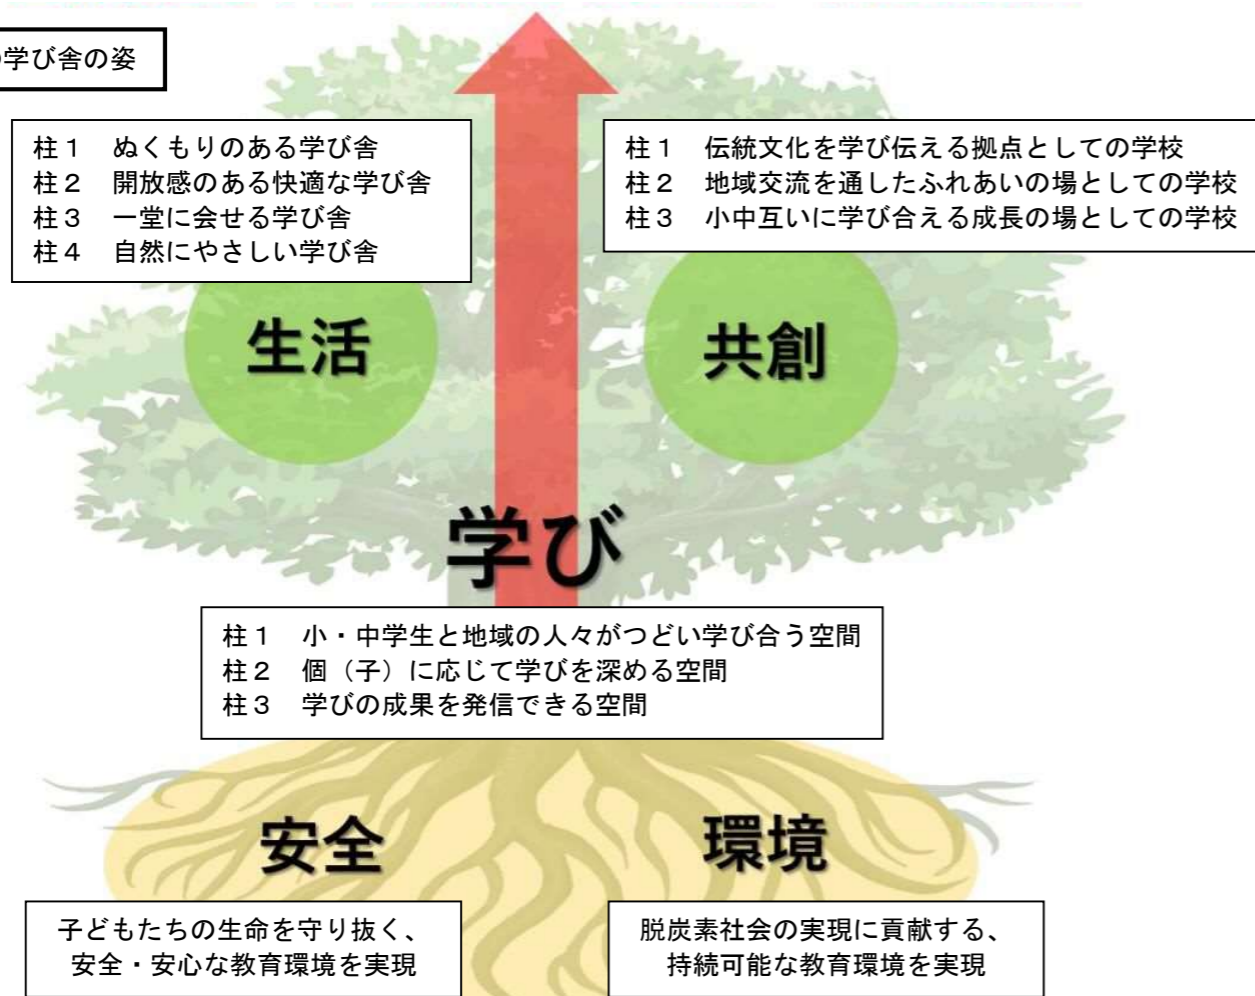 学び舎の姿
柱１　ぬくもりのある学び舎
柱２　開放感のある快適な学び舎
柱３　一堂に会せる学び舎
柱４　自然にやさしい学び舎
柱１　伝統文化を学び伝える拠点としての学校
柱２　地域交流を通したふれあいの場としての学校
柱３　小中互いに学び合える成長の場としての学校
生活
共創
学び
柱１　小・中学生と地域の人々がつどい学び合う空間
柱２　個（子）に応じて学びを深める空間
柱３　学びの成果を発信できる空間
安全
環境
子どもたちの生命を守り抜く、
安全・安心な教育環境を実現
脱炭素社会の実現に貢献する、
持続可能な教育環境を実現